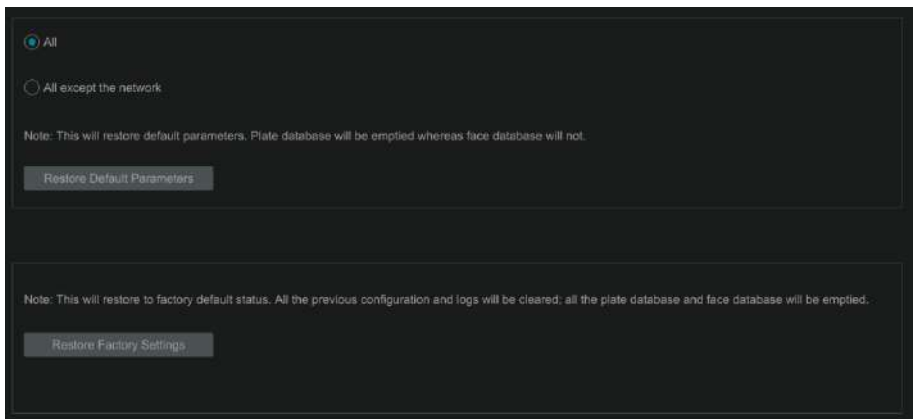 All
All except the network
Note: This will restore default parameters. Plate database will be emptied whereas face database will not.
Restore Default Parameters
Note: This will restore to factory default status. All the previous configuration and logs will be cleared; all the plate database and face database will be emptied.
Restore Factory Settings